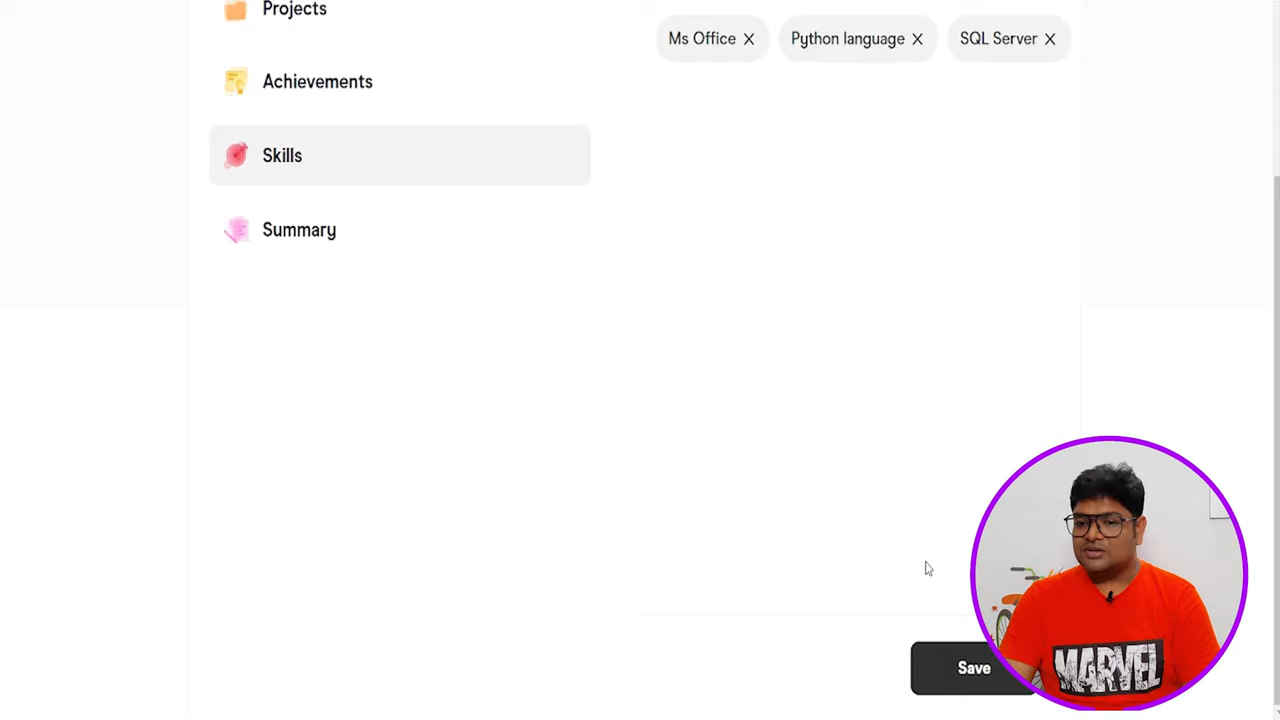 Projects
Ms Office
Python language
SQL Server
Achievements
Skills
Summary
Save
MARVEL